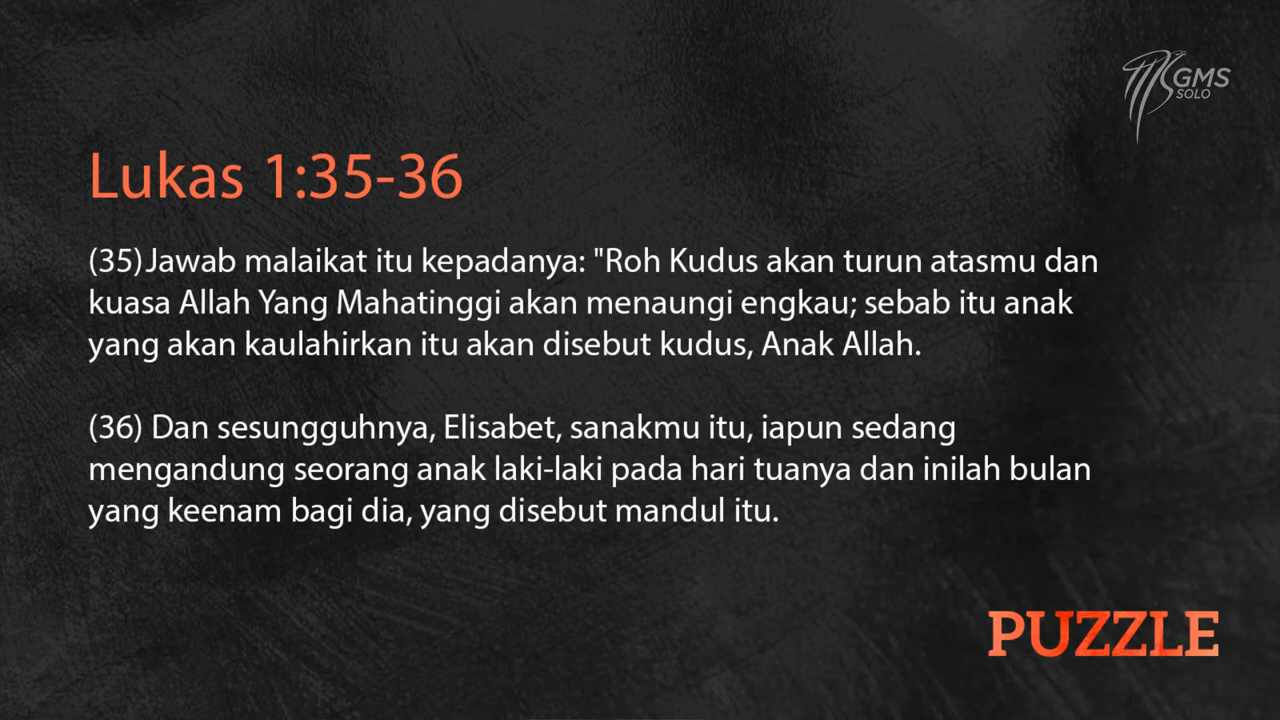 GMS
SOLO
Lukas 1:35-36
(35)Jawab malaikat itu kepadanya: "Roh Kudus akan turun atasmu dan
kuasa Allah Yang Mahatinggi akan menaungi engkau; sebab itu anak
yang akan kaulahirkan itu akan disebut kudus, Anak Allah.
(36) Dan sesungguhnya, Elisabet, sanakmu itu, iapun sedang
mengandung seorang anak laki-laki pada hari tuanya dan inilah bulan
yang keenam bagi dia, yang disebut mandul itu.
PUZZLE